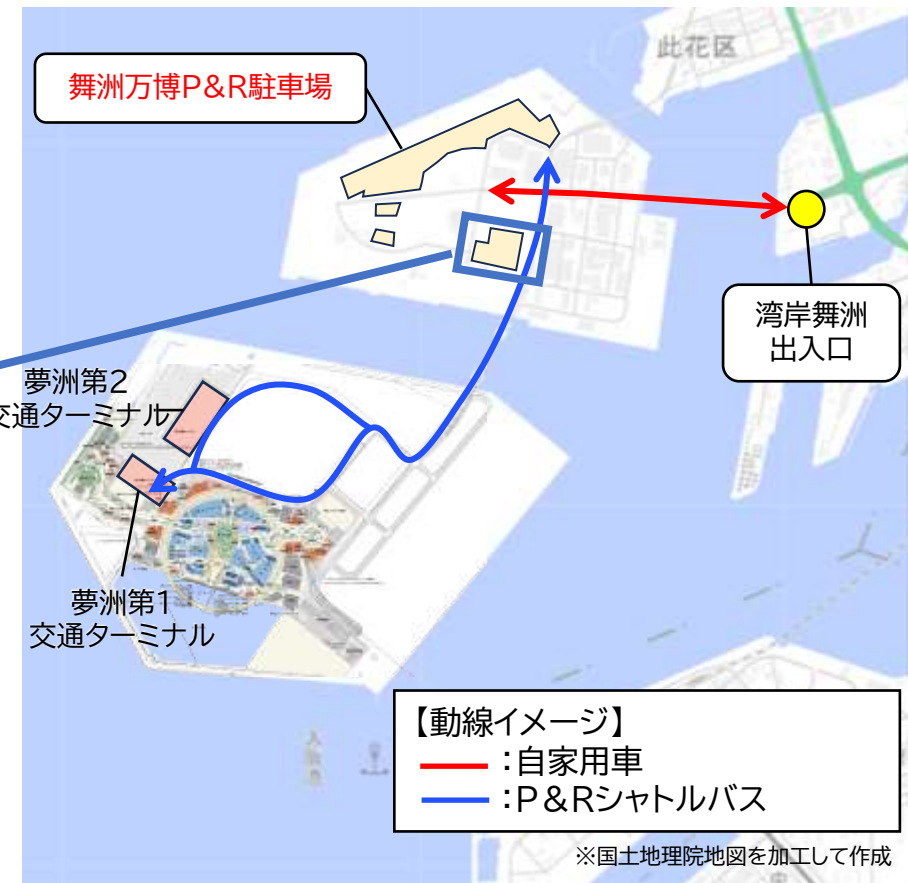 此花区
舞洲万博P&R駐車場
湾岸舞洲
出入口
夢洲第2
交通ターミナル
夢洲第1
交通ターミナル
【動線イメージ】
:自家用車
:P&Rシャトルバス
※国土地理院地図を加工して作成